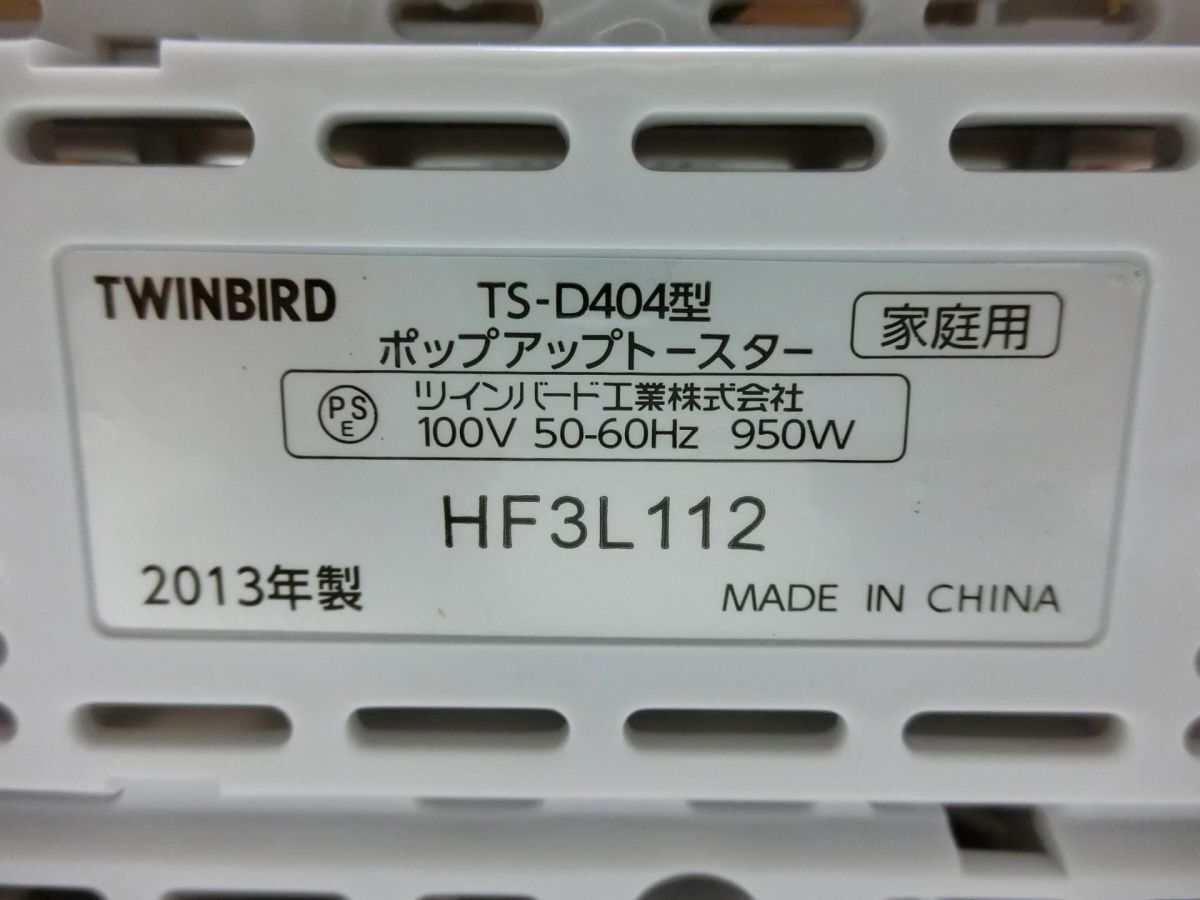 TWINBIRD
TS-D404型
ポップアップトースター
家庭用
PSE
ツインバード工業株式会社
100V 50-60Hz 950W
HF3L112
2013年製
MADE IN CHINA